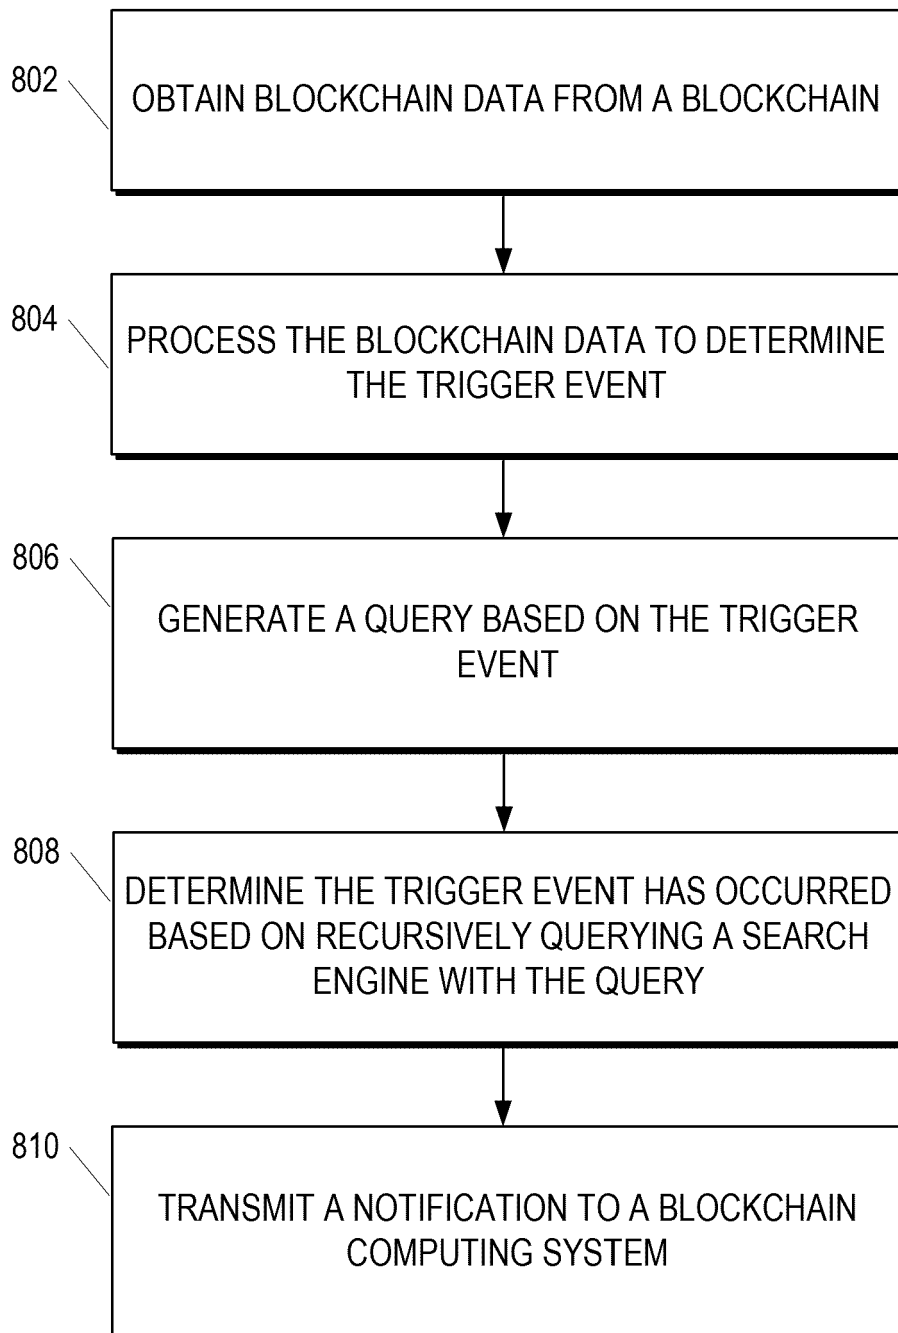 802
OBTAIN BLOCKCHAIN DATA FROM A BLOCKCHAIN
804
PROCESS THE BLOCKCHAIN DATA TO DETERMINE
THE TRIGGER EVENT
806
GENERATE A QUERY BASED ON THE TRIGGER
EVENT
808
DETERMINE THE TRIGGER EVENT HAS OCCURRED
BASED ON RECURSIVELY QUERYING A SEARCH
ENGINE WITH THE QUERY
810
TRANSMIT A NOTIFICATION TO A BLOCKCHAIN
COMPUTING SYSTEM